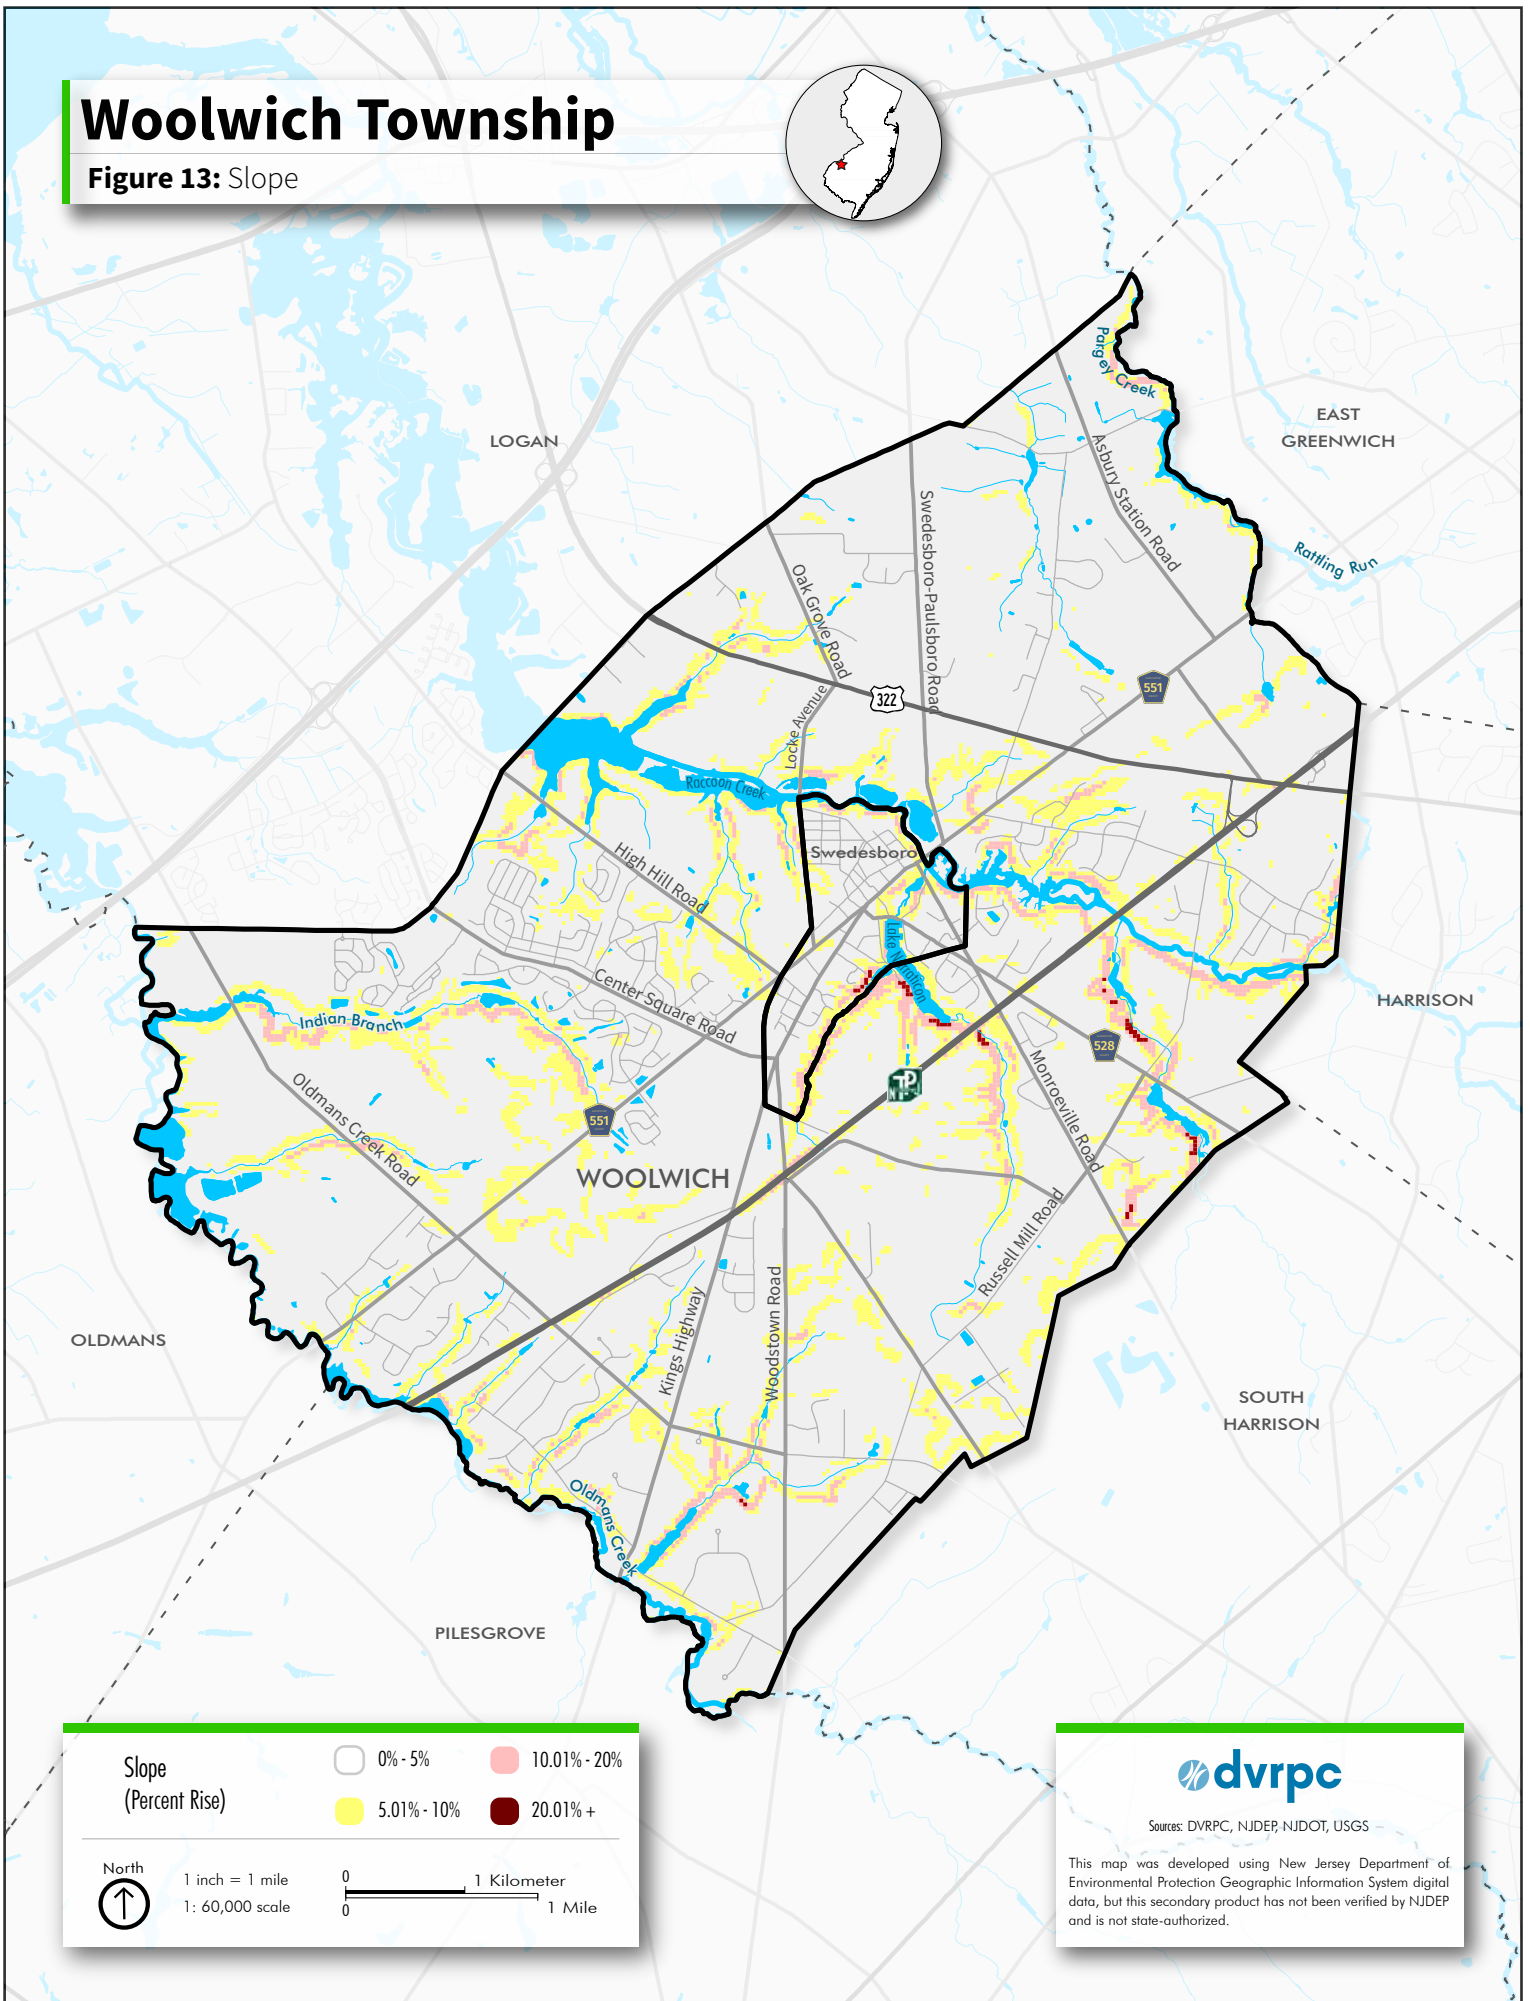 Woolwich Township
Figure 13: Slope
LOGAN
EAST
GREENWICH
Pargey Creek
Asbury Station Road
Rattling Run
Swedesboro-Paulsboro Road
Oak Grove Road
551
322
Locke Avenue
Raccoon Creek
Swedesboro
High Hill Road
Lake Narraticon
Center Square Road
HARRISON
Indian Branch
528
TP
Monroeville Road
Oldmans Creek Road
551
WOOLWICH
Russell Mill Road
OLDMANS
Kings Highway
Woodstown Road
SOUTH
HARRISON
Oldmans Creek
PILESGROVE
Slope
(Percent Rise)
0% - 5%
10.01% - 20%
5.01% - 10%
20.01% +
North
1 inch = 1 mile
1: 60,000 scale
0
1 Kilometer
0
1 Mile
dvrpc
Sources: DVRPC, NJDEP, NJDOT, USGS
This map was developed using New Jersey Department of
Environmental Protection Geographic Information System digital
data, but this secondary product has not been verified by NJDEP
and is not state-authorized.